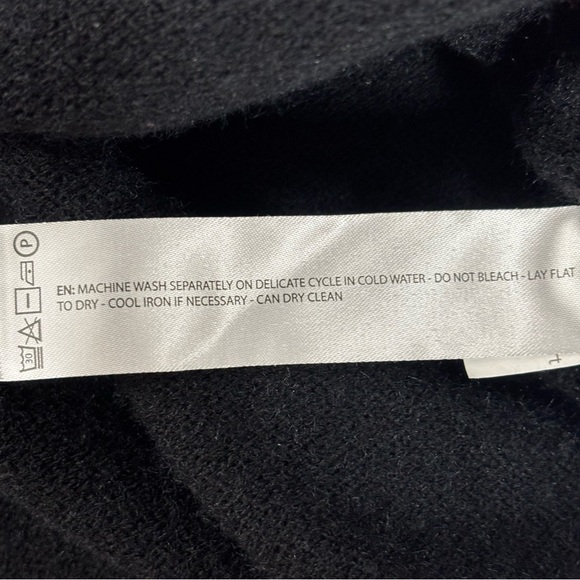 EN: MACHINE WASH SEPARATELY ON DELICATE CYCLE IN COLD WATER - DO NOT BLEACH - LAY FLAT
TO DRY - COOL IRON IF NECESSARY - CAN DRY CLEAN
P
30